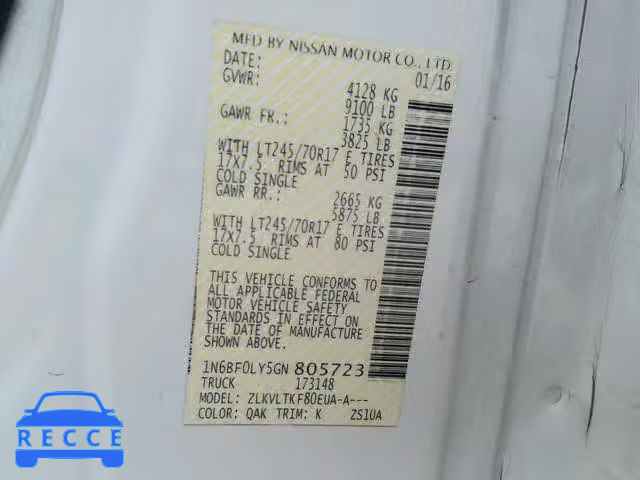 MFD BY NISSAN MOTOR CO., LTD.
DATE: 01/16
GVWR: 4128 KG
9100 LB
GAWR FR.: 1735 KG
3825 LB
WITH LT245/70R17 E TIRES
17X7.5 RIMS AT 50 PSI
COLD SINGLE
GAWR RR.: 2665 KG
5875 LB
WITH LT245/70R17 E TIRES
17X7.5 RIMS AT 80 PSI
COLD SINGLE
THIS VEHICLE CONFORMS TO
ALL APPLICABLE FEDERAL
MOTOR VEHICLE SAFETY
STANDARDS IN EFFECT ON
THE DATE OF MANUFACTURE
SHOWN ABOVE.
1N6BF0LY5GN 805723
TRUCK 173148
MODEL: ZLKVLTKF80EUA-A---
COLOR: QAK TRIM: K ZS1UA
RECCE